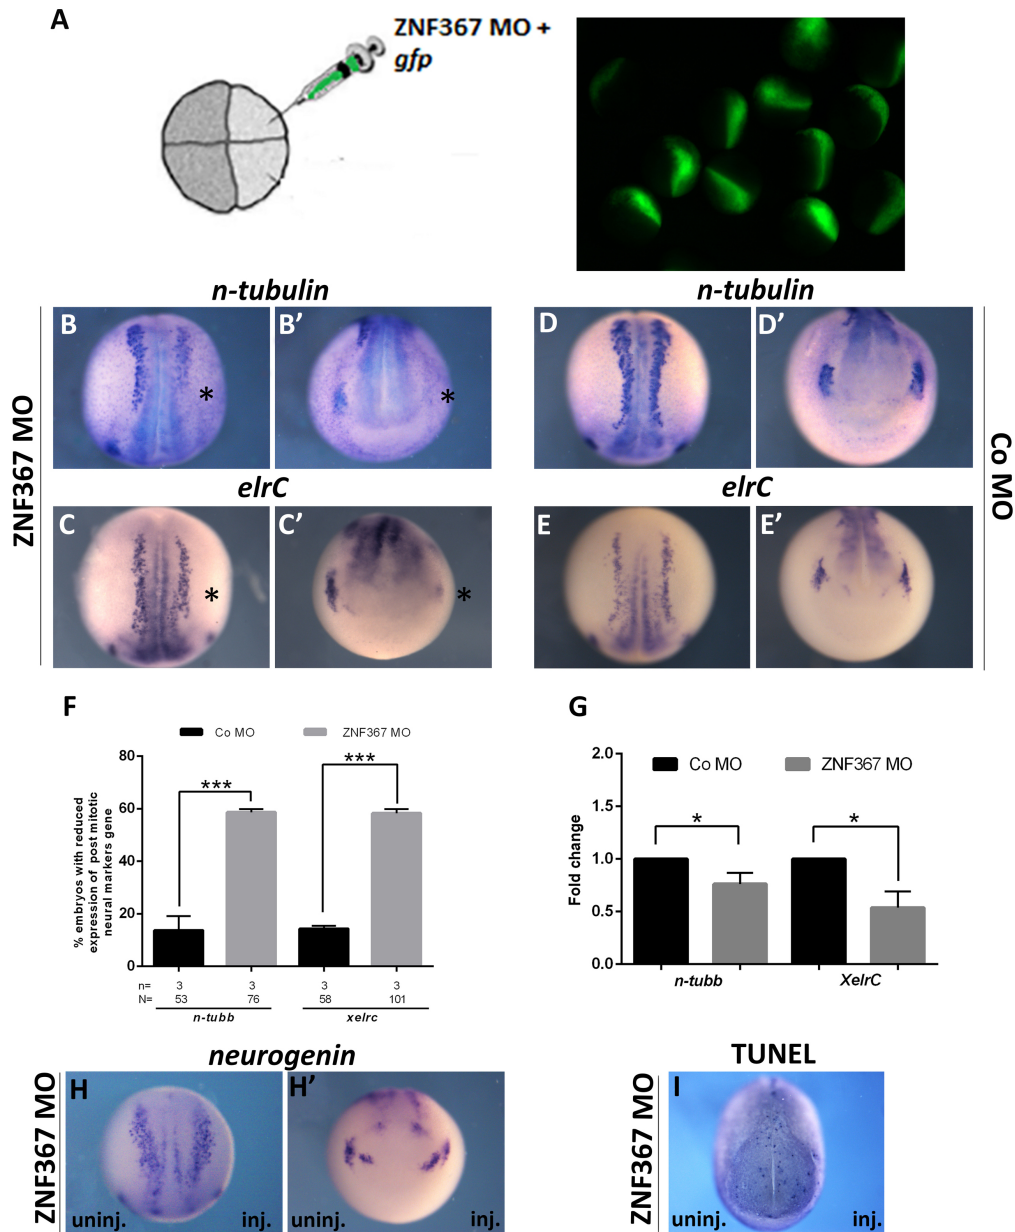 A
ZNF367 MO +
gfp
n-tubulin
n-tubulin
ZNF367 MO
B
B’
*
*
D
D’
Co MO
elrC
elrC
C
C’
*
*
E
E’
F
Co MO
ZNF367 MO
% embryos with reduced
expression of post mitotic
neural markers gene
80
60
40
20
0
***
***
n= 3 3 3 3
N= 53 76 58 101
n-tubb xelrc
G
Co MO
ZNF367 MO
Fold change
2.0
1.5
1.0
0.5
0.0
*
*
n-tubb XelrC
neurogenin
ZNF367 MO
H
H’
uninj. inj.
inj.
TUNEL
ZNF367 MO
I
uninj. inj.